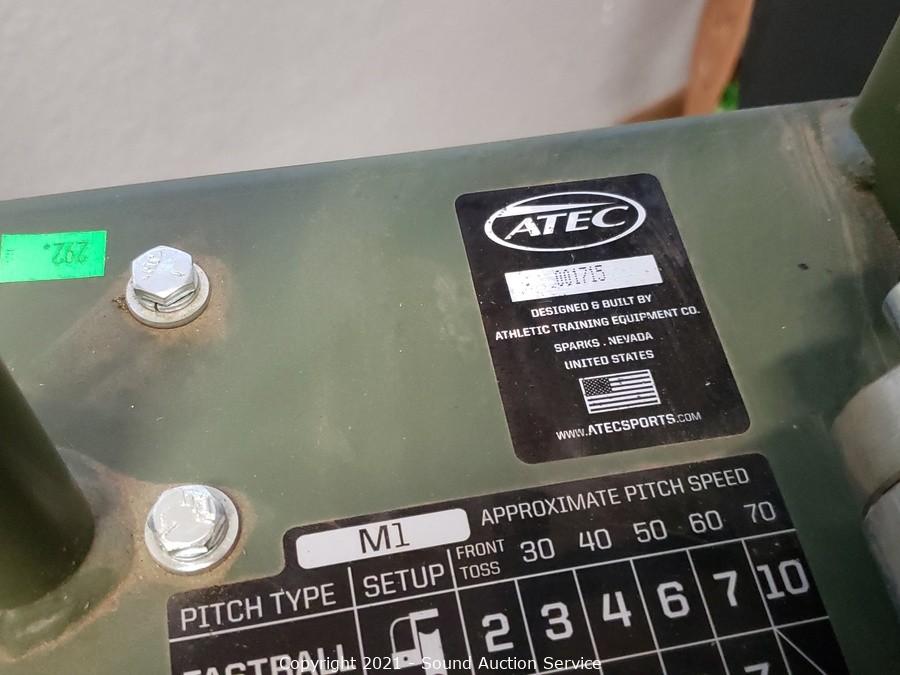 ATEC
001715
DESIGNED & BUILT BY
ATHLETIC TRAINING EQUIPMENT CO.
SPARKS . NEVADA
UNITED STATES
WWW.ATECSPORTS.COM
292.
M1
APPROXIMATE PITCH SPEED
PITCH TYPE SETUP FRONT TOSS 30 40 50 60 70
FASTBALL 2 3 4 6 7 10
7
Copyright 2021 - Sound Auction Service